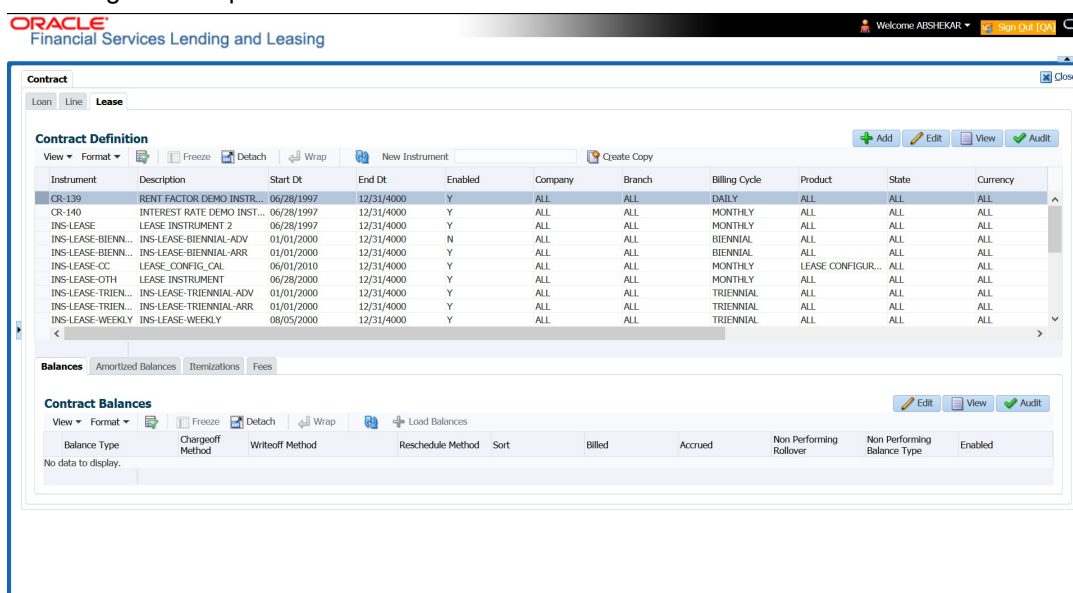 ORACLE
Financial Services Lending and Leasing
Welcome ABSHEKAR
Sign Out [QA]
Contract
Close
Loan Line Lease
Contract Definition
Add Edit View Audit
View Format Freeze Detach Wrap New Instrument Create Copy
Instrument Description Start Dt End Dt Enabled Company Branch Billing Cycle Product State Currency
CR-139 RENT FACTOR DEMO INSTR... 06/28/1997 12/31/4000 Y ALL ALL DAILY ALL ALL ALL
CR-140 INTEREST RATE DEMO INST... 06/28/1997 12/31/4000 Y ALL ALL MONTHLY ALL ALL ALL
INS-LEASE LEASE INSTRUMENT 2 06/28/1997 12/31/4000 Y ALL ALL MONTHLY ALL ALL ALL
INS-LEASE-BIENN... INS-LEASE-BIENNIAL-ADV 01/01/2000 12/31/4000 N ALL ALL BIENNIAL ALL ALL ALL
INS-LEASE-BIENN... INS-LEASE-BIENNIAL-ARR 01/01/2000 12/31/4000 Y ALL ALL BIENNIAL ALL ALL ALL
INS-LEASE-CC LEASE_CONFIG_CAL 06/01/2010 12/31/4000 Y ALL ALL MONTHLY LEASE CONFIGUR... ALL ALL
INS-LEASE-OTH LEASE INSTRUMENT 06/28/2000 12/31/4000 Y ALL ALL MONTHLY ALL ALL ALL
INS-LEASE-TRIEN... INS-LEASE-TRIENNIAL-ADV 01/01/2000 12/31/4000 Y ALL ALL TRIENNIAL ALL ALL ALL
INS-LEASE-TRIEN... INS-LEASE-TRIENNIAL-ARR 01/01/2000 12/31/4000 Y ALL ALL TRIENNIAL ALL ALL ALL
INS-LEASE-WEEKLY INS-LEASE-WEEKLY 08/05/2000 12/31/4000 Y ALL ALL TRIENNIAL ALL ALL ALL
Balances Amortized Balances Itemizations Fees
Contract Balances
Edit View Audit
View Format Freeze Detach Wrap Load Balances
Balance Type Chargeoff Method Writeoff Method Reschedule Method Sort Billed Accrued Non Performing Rollover Non Performing Balance Type Enabled
No data to display.